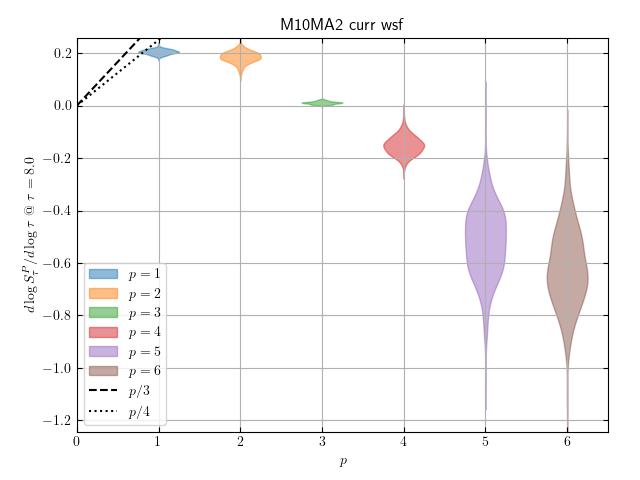 M10MA2 curr wsf
d log S_τ^P / d log τ @ τ = 8.0
0.2
0.0
−0.2
−0.4
−0.6
−0.8
−1.0
−1.2
p = 1
p = 2
p = 3
p = 4
p = 5
p = 6
p/3
p/4
0
1
2
3
4
5
6
p